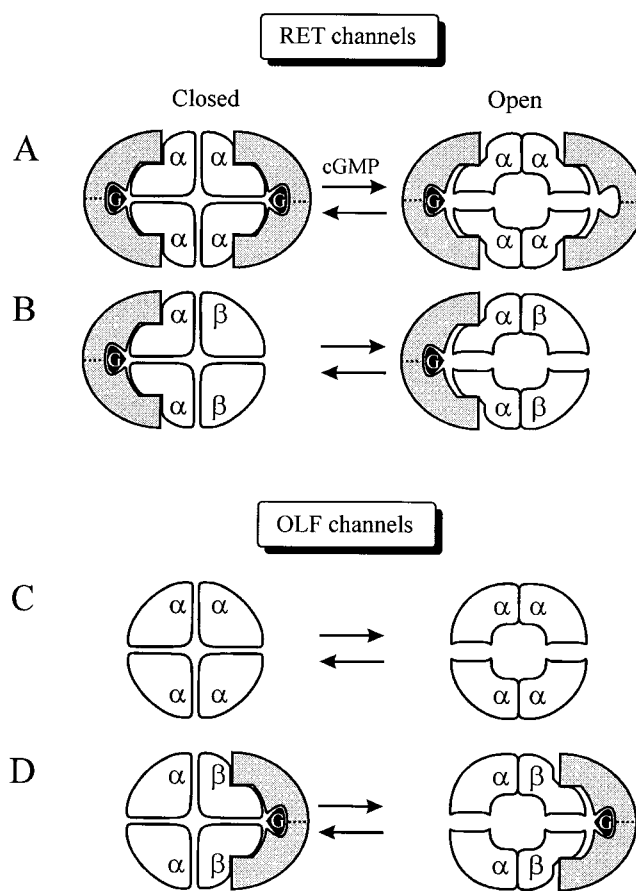 RET channels
Closed Open
A
α α cGMP α α
G G G
α α α α
B
α β α β
G G
α β α β
OLF channels
C
α α α α
α α α α
D
α β α β
G G
α β α β